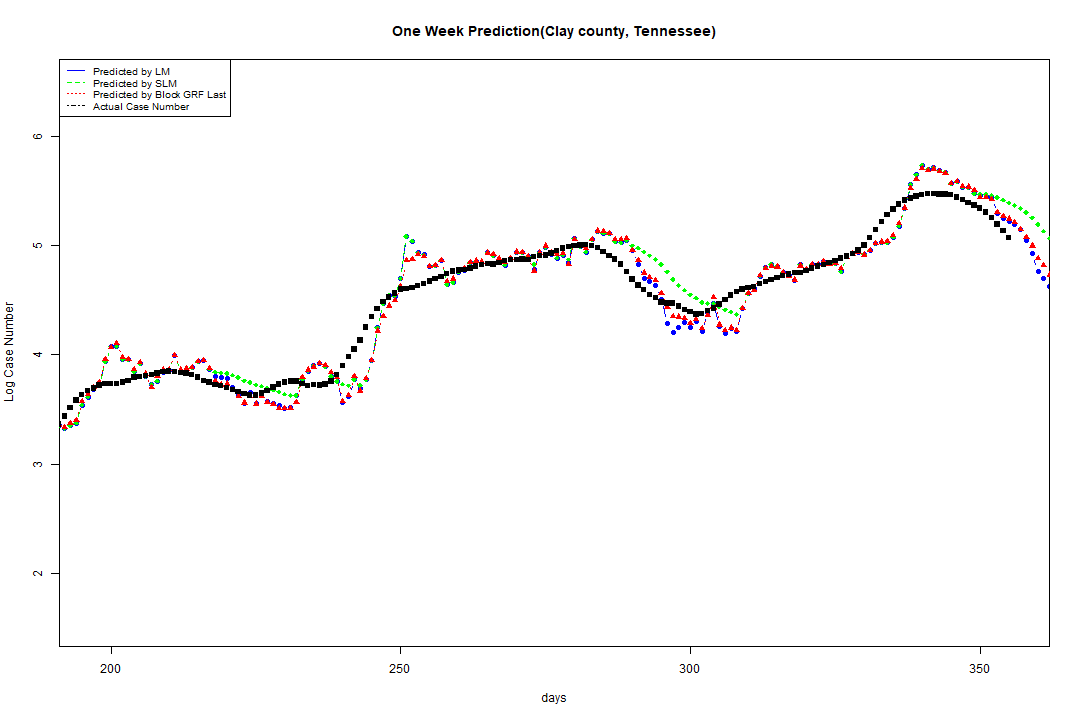 One Week Prediction(Clay county, Tennessee)
Predicted by LM
Predicted by SLM
Predicted by Block GRF Last
Actual Case Number
6
5
4
3
2
Log Case Number
200
250
300
350
days